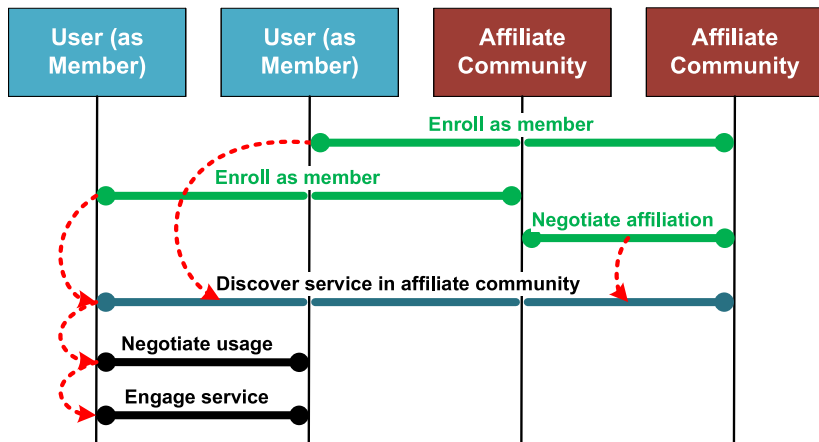 User (as
Member)
User (as
Member)
Affiliate
Community
Affiliate
Community
Enroll as member
Enroll as member
Negotiate affiliation
Discover service in affiliate community
Negotiate usage
Engage service